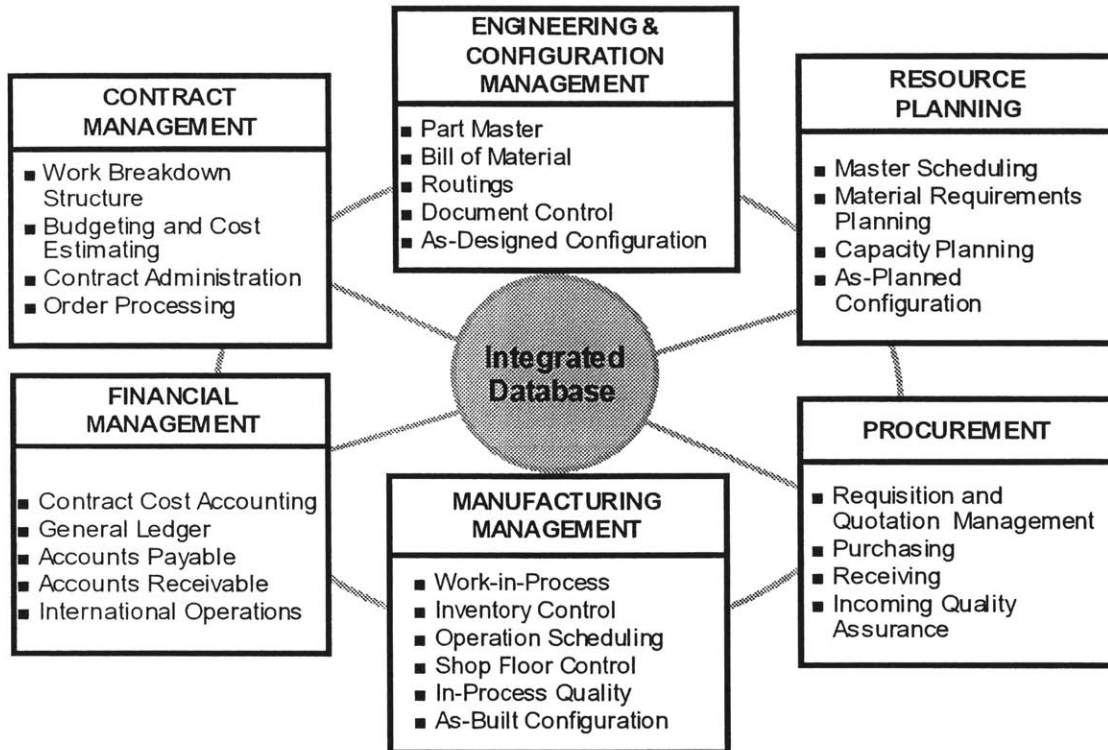 CONTRACT
MANAGEMENT
■ Work Breakdown
Structure
■ Budgeting and Cost
Estimating
■ Contract Administration
■ Order Processing
ENGINEERING &
CONFIGURATION
MANAGEMENT
■ Part Master
■ Bill of Material
■ Routings
■ Document Control
■ As-Designed Configuration
RESOURCE
PLANNING
■ Master Scheduling
■ Material Requirements
Planning
■ Capacity Planning
■ As-Planned
Configuration
Integrated
Database
FINANCIAL
MANAGEMENT
■ Contract Cost Accounting
■ General Ledger
■ Accounts Payable
■ Accounts Receivable
■ International Operations
MANUFACTURING
MANAGEMENT
■ Work-in-Process
■ Inventory Control
■ Operation Scheduling
■ Shop Floor Control
■ In-Process Quality
■ As-Built Configuration
PROCUREMENT
■ Requisition and
Quotation Management
■ Purchasing
■ Receiving
■ Incoming Quality
Assurance